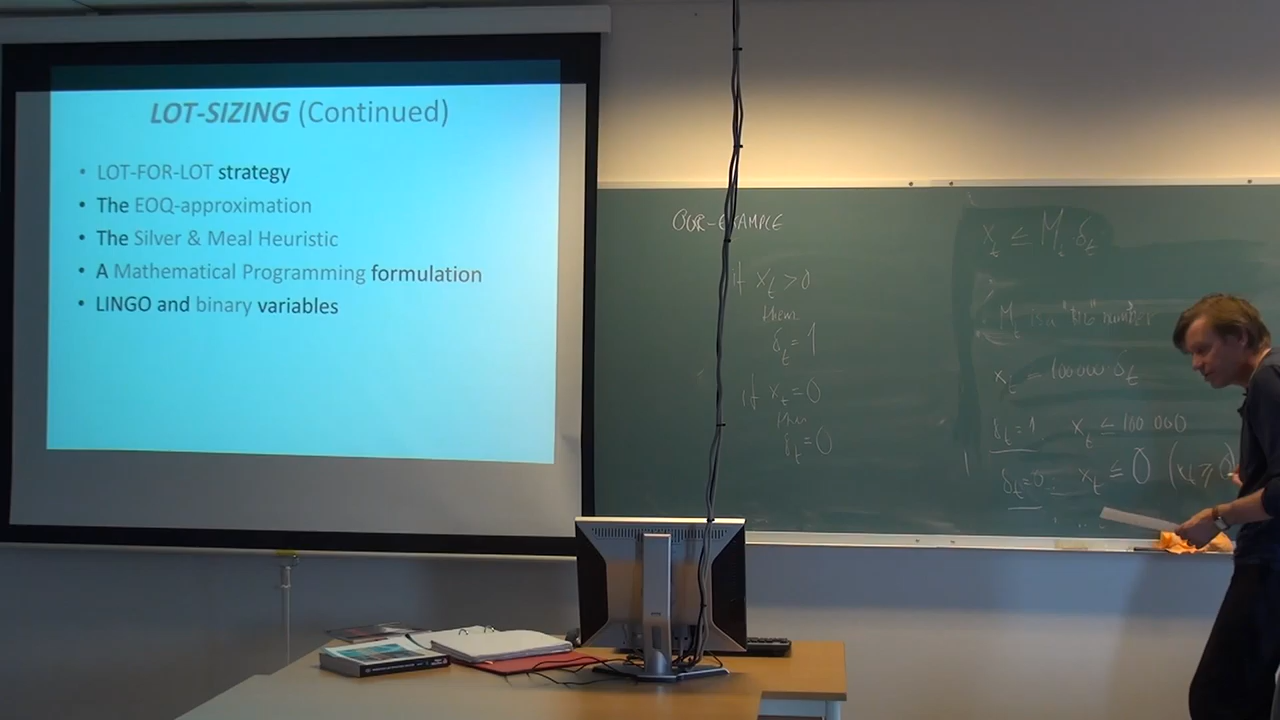 LOT-SIZING (Continued)
• LOT-FOR-LOT strategy
• The EOQ-approximation
• The Silver & Meal Heuristic
• A Mathematical Programming formulation
• LINGO and binary variables
OUR-EXAMPLE
if x_t > 0
then
δ_t = 1
if x_t = 0
then
δ_t = 0
x_t ≤ M_t δ_t
M_t is a "big" number
x_t = 100000 · δ_t
δ_t = 1 x_t ≤ 100 000
δ_t = 0 x_t ≤ 0 (x_t ≥ 0